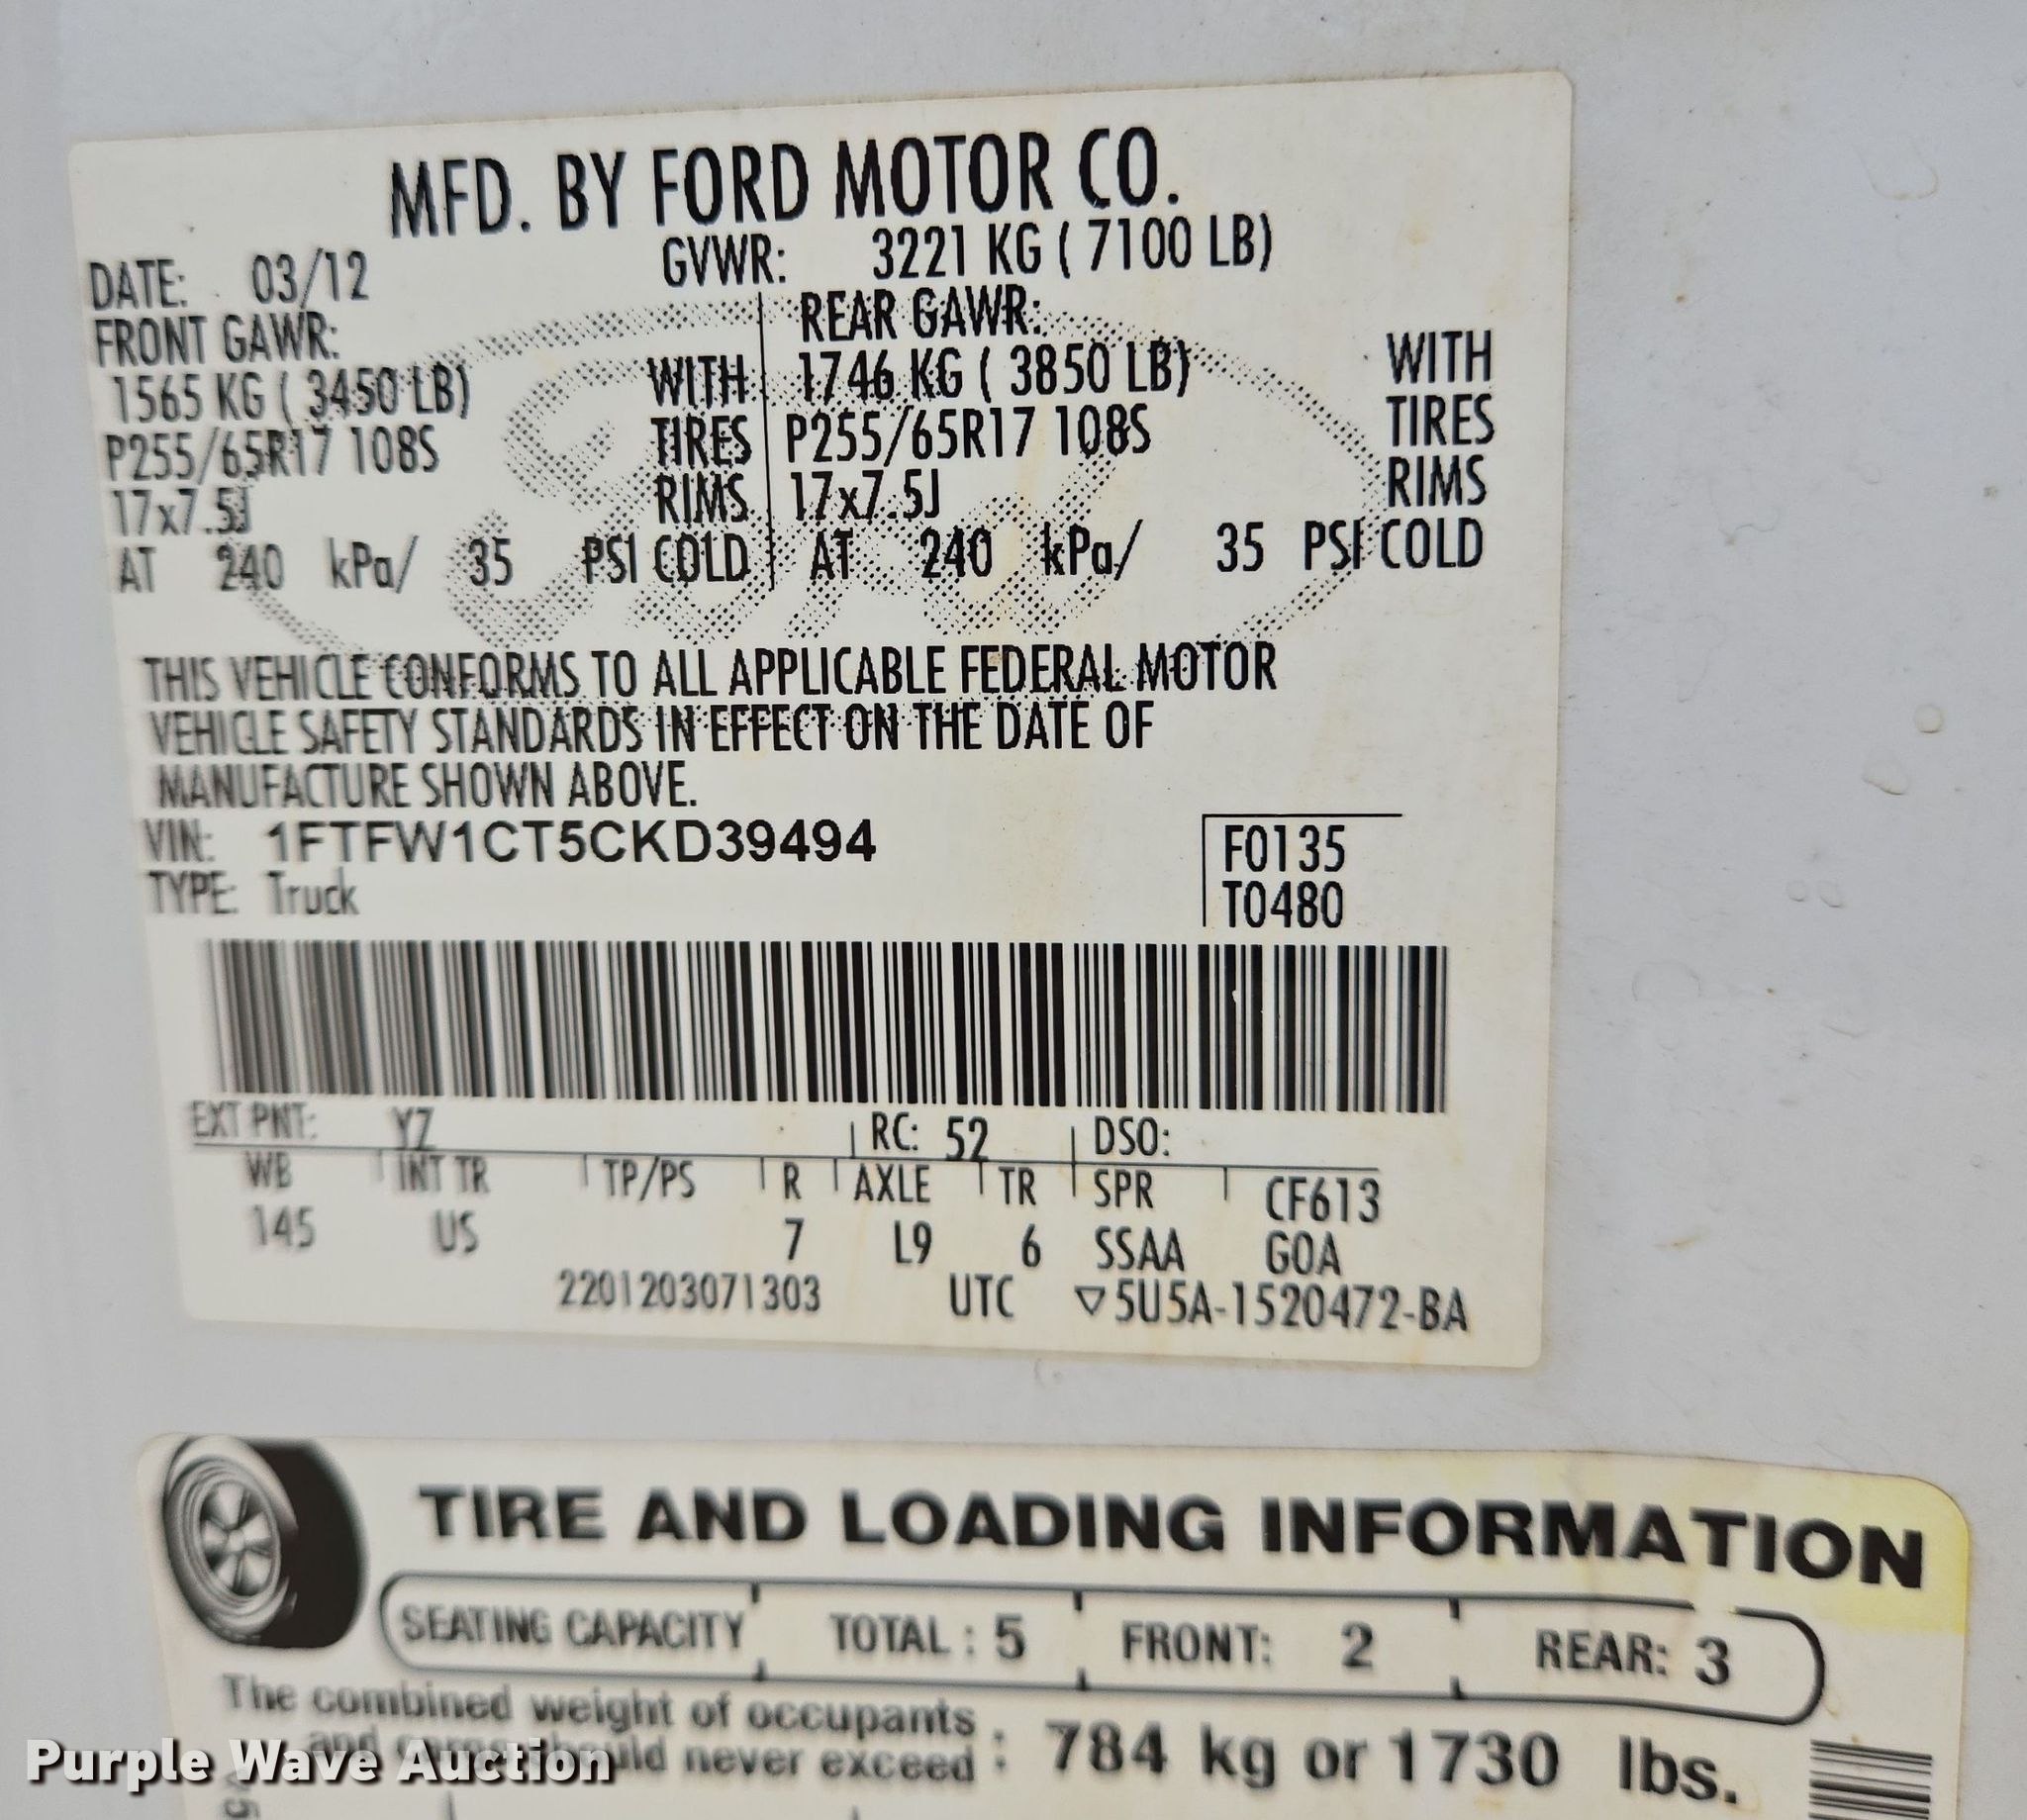 MFD. BY FORD MOTOR CO.
DATE: 03/12 GVWR: 3221 KG ( 7100 LB)
FRONT GAWR: REAR GAWR:
1565 KG ( 3450 LB) WITH 1746 KG ( 3850 LB) WITH
P255/65R17 108S TIRES P255/65R17 108S TIRES
17x7.5J RIMS 17x7.5J RIMS
AT 240 kPa/ 35 PSI COLD AT 240 kPa/ 35 PSI COLD
THIS VEHICLE CONFORMS TO ALL APPLICABLE FEDERAL MOTOR
VEHICLE SAFETY STANDARDS IN EFFECT ON THE DATE OF
MANUFACTURE SHOWN ABOVE.
VIN: 1FTFW1CT5CKD39494 F0135
TYPE: Truck T0480
EXT PNT: YZ RC: 52 DSO:
WB INT TR TP/PS R AXLE TR SPR CF613
145 US 7 L9 6 SSAA GOA
2201203071303 UTC ▽5U5A-1520472-BA
TIRE AND LOADING INFORMATION
SEATING CAPACITY TOTAL : 5 FRONT: 2 REAR: 3
The combined weight of occupants
and cargo should never exceed : 784 kg or 1730 lbs.
Purple Wave Auction